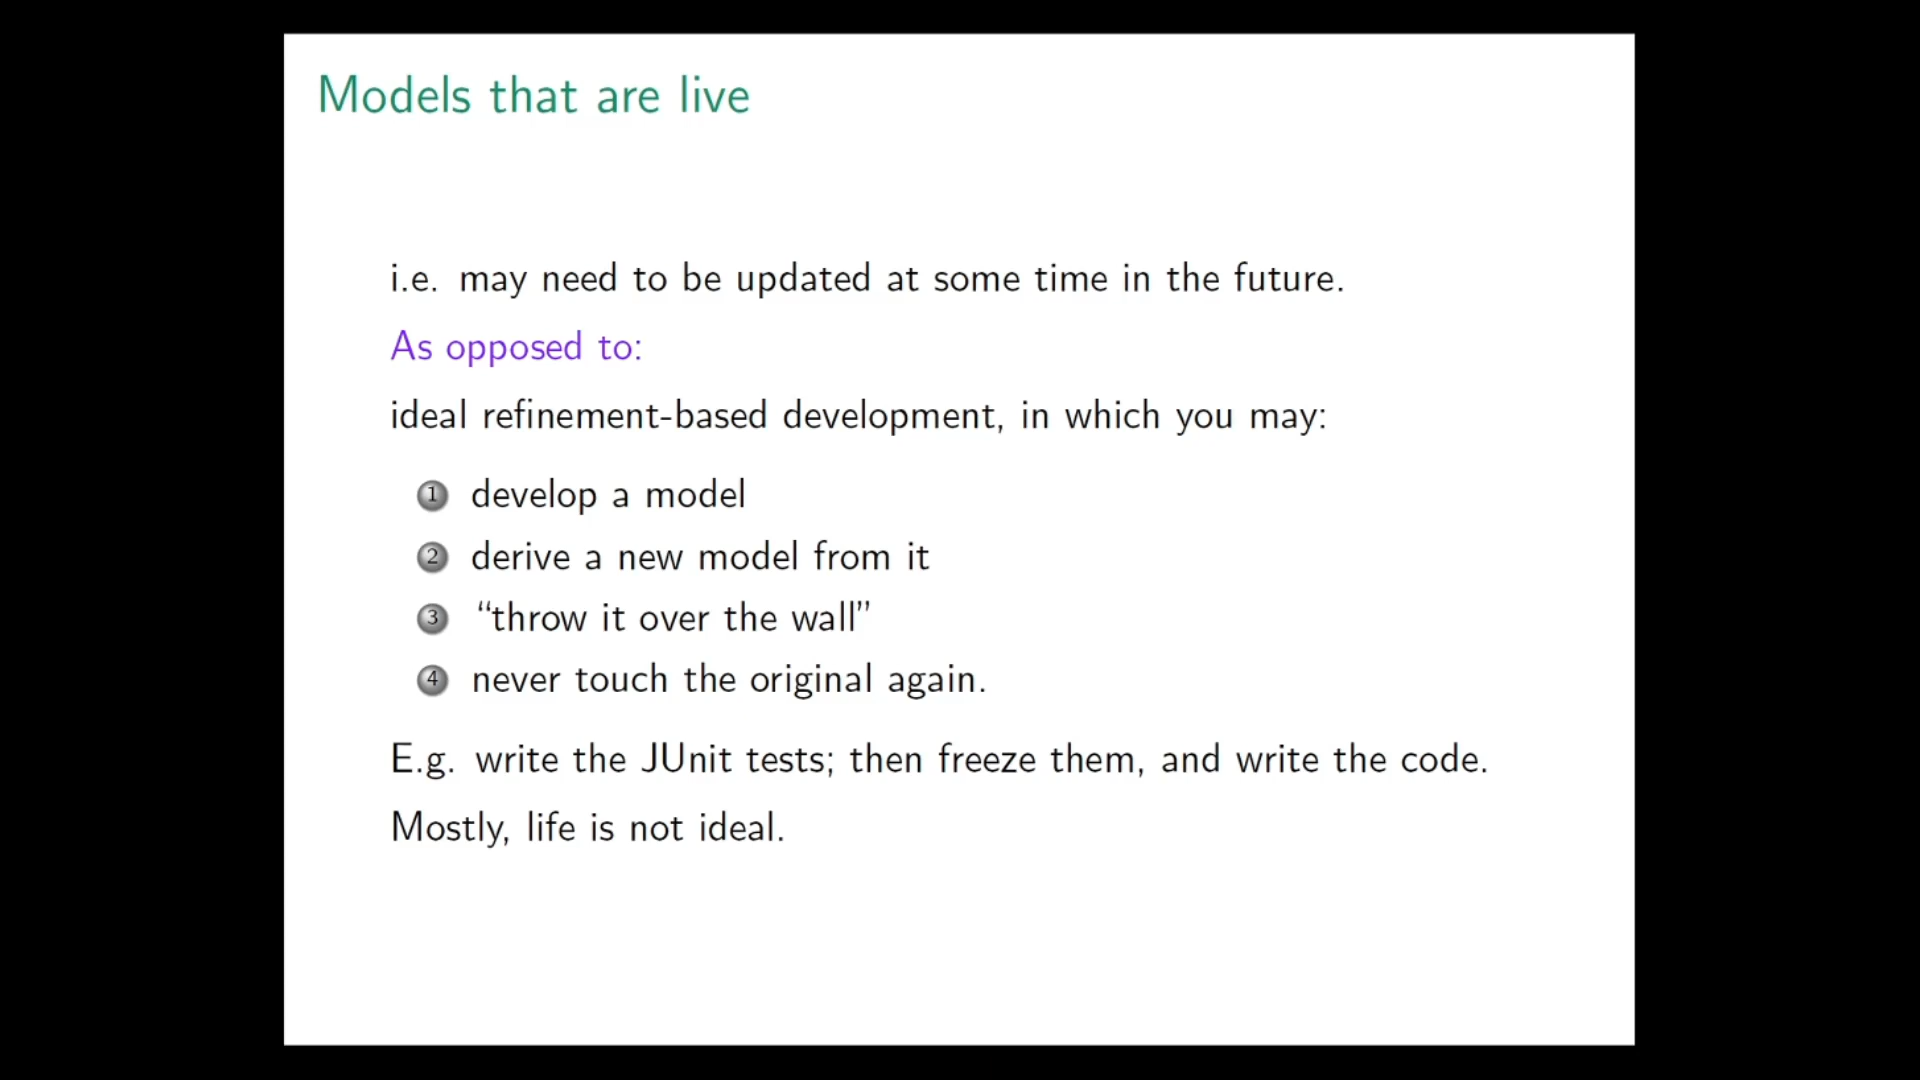 Models that are live
i.e. may need to be updated at some time in the future.
As opposed to:
ideal refinement-based development, in which you may:
1 develop a model
2 derive a new model from it
3 “throw it over the wall”
4 never touch the original again.
E.g. write the JUnit tests; then freeze them, and write the code.
Mostly, life is not ideal.